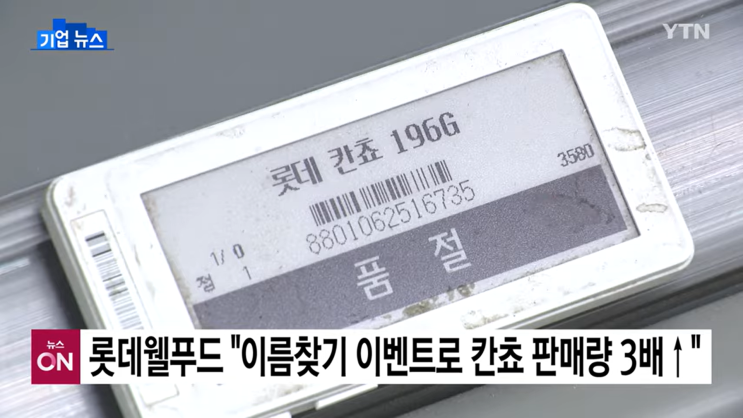 기업 뉴스
YTN
롯데 칸쵸 196G
8801062516735
3580
1/ 0
점 1
품 절
뉴스
ON
롯데웰푸드 "이름찾기 이벤트로 칸쵸 판매량 3배↑"